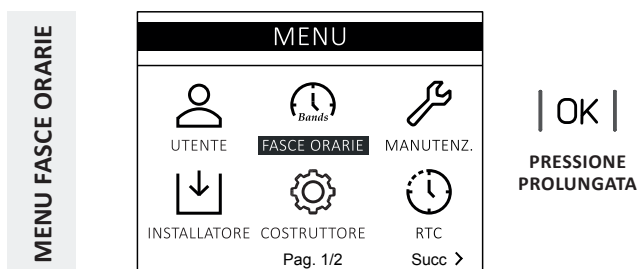 MENU FASCE ORARIE
MENU
Bands
UTENTE FASCE ORARIE MANUTENZ.
INSTALLATORE COSTRUTTORE RTC
Pag. 1/2 Succ >
OK
PRESSIONE
PROLUNGATA